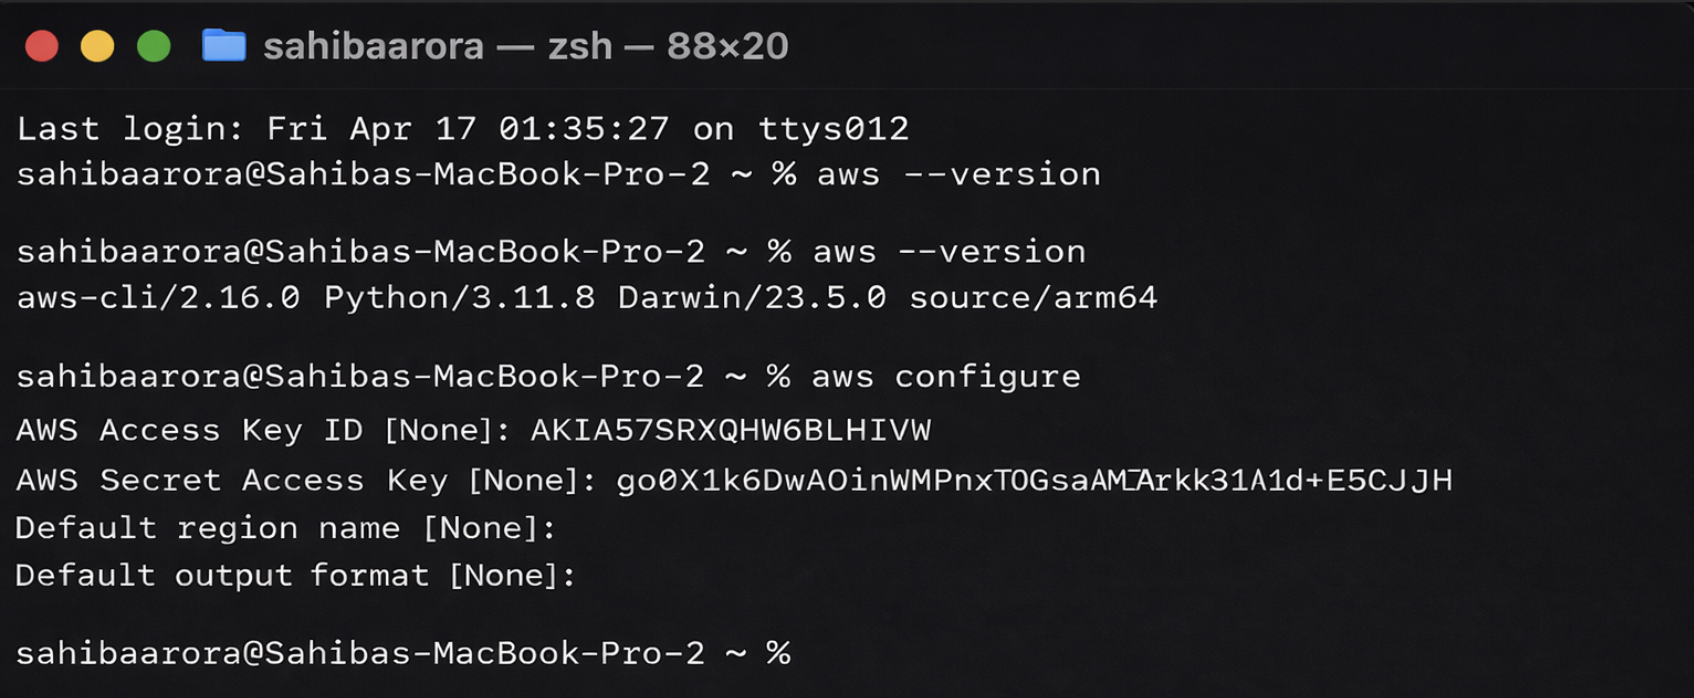 sahibaarora — zsh — 88×20
Last login: Fri Apr 17 01:35:27 on ttys012
sahibaarora@Sahibas-MacBook-Pro-2 ~ % aws --version
sahibaarora@Sahibas-MacBook-Pro-2 ~ % aws --version
aws-cli/2.16.0 Python/3.11.8 Darwin/23.5.0 source/arm64
sahibaarora@Sahibas-MacBook-Pro-2 ~ % aws configure
AWS Access Key ID [None]: AKIA57SRXQHW6BLHIVW
AWS Secret Access Key [None]:
Default region name [None]:
Default output format [None]:
sahibaarora@Sahibas-MacBook-Pro-2 ~ %